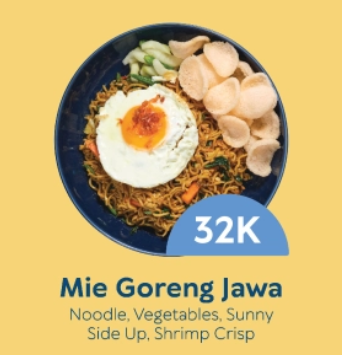 32K
Mie Goreng Jawa
Noodle, Vegetables, Sunny
Side Up, Shrimp Crisp